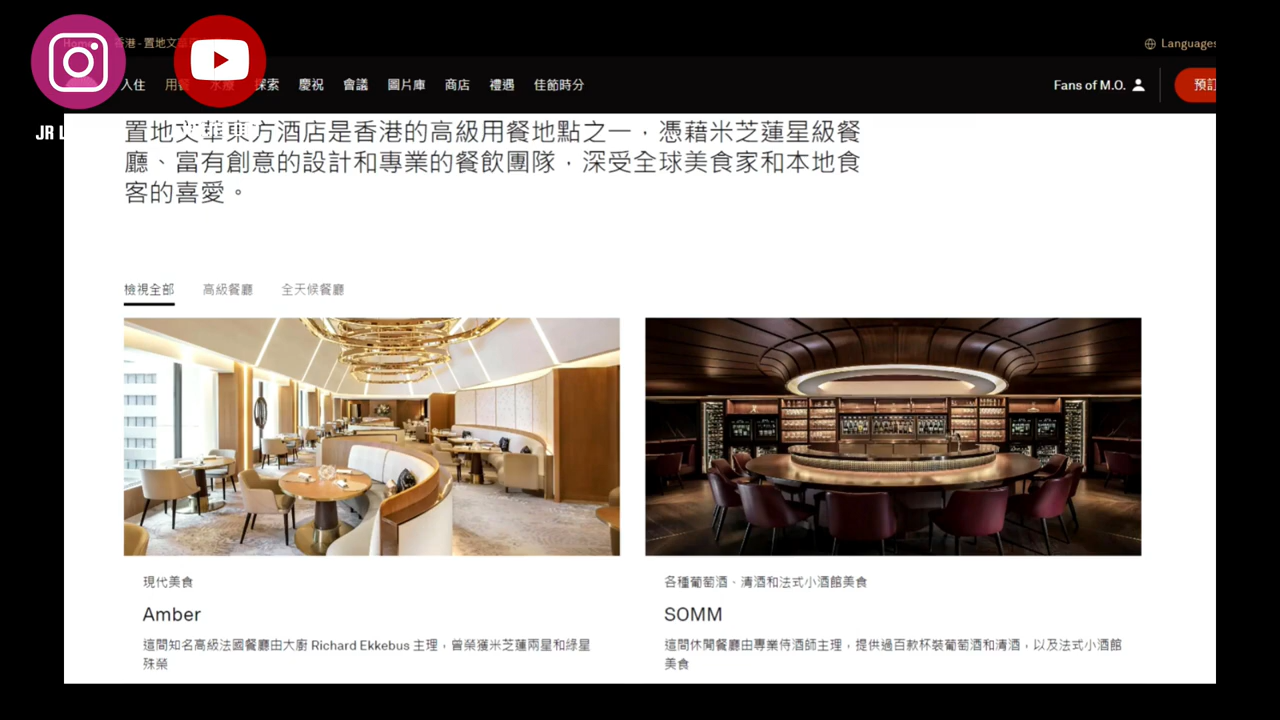 香港 - 置地文華
Languages
入住 用餐 水療 探索 慶祝 會議 圖片庫 商店 禮遇 佳節時分
Fans of M.O.
預訂
JR L
置地文華東方酒店是香港的高級用餐地點之一，憑藉米芝蓮星級餐
廳、富有創意的設計和專業的餐飲團隊，深受全球美食家和本地食
客的喜愛。
檢視全部 高級餐廳 全天候餐廳
現代美食
Amber
這間知名高級法國餐廳由大廚 Richard Ekkebus 主理，曾榮獲米芝蓮兩星和綠星
殊榮
各種葡萄酒、清酒和法式小酒館美食
SOMM
這間休閒餐廳由專業侍酒師主理，提供過百款杯裝葡萄酒和清酒，以及法式小酒館
美食